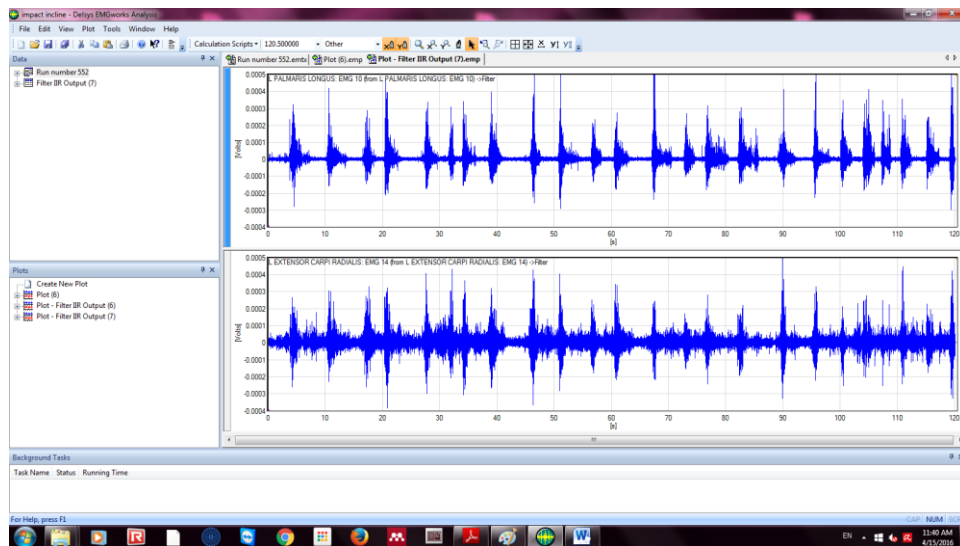 impact incline - Delsys EMGworks Analysis
File Edit View Plot Tools Window Help
Calculation Scripts 120.500000 Other
Data
Run number 552
Filter IIR Output (7)
Run number 552.emtx Plot (6).emp Plot - Filter IIR Output (7).emp
L PALMARIS LONGUS: EMG 10 (from L PALMARIS LONGUS: EMG 10) ->Filter
0.0005
0.0004
0.0003
0.0002
0.0001
0
-0.0001
-0.0002
-0.0003
-0.0004
[Volts]
0 10 20 30 40 50 60 70 80 90 100 110 120
[s]
L EXTENSOR CARPI RADIALIS: EMG 14 (from L EXTENSOR CARPI RADIALIS: EMG 14) ->Filter
0.0005
0.0004
0.0003
0.0002
0.0001
0
-0.0001
-0.0002
-0.0003
-0.0004
[Volts]
0 10 20 30 40 50 60 70 80 90 100 110 120
[s]
Plots
Create New Plot
Plot (6)
Plot - Filter IIR Output (6)
Plot - Filter IIR Output (7)
Background Tasks
Task Name Status Running Time
For Help, press F1
CAP NUM SCR
EN
11:40 AM
4/15/2016